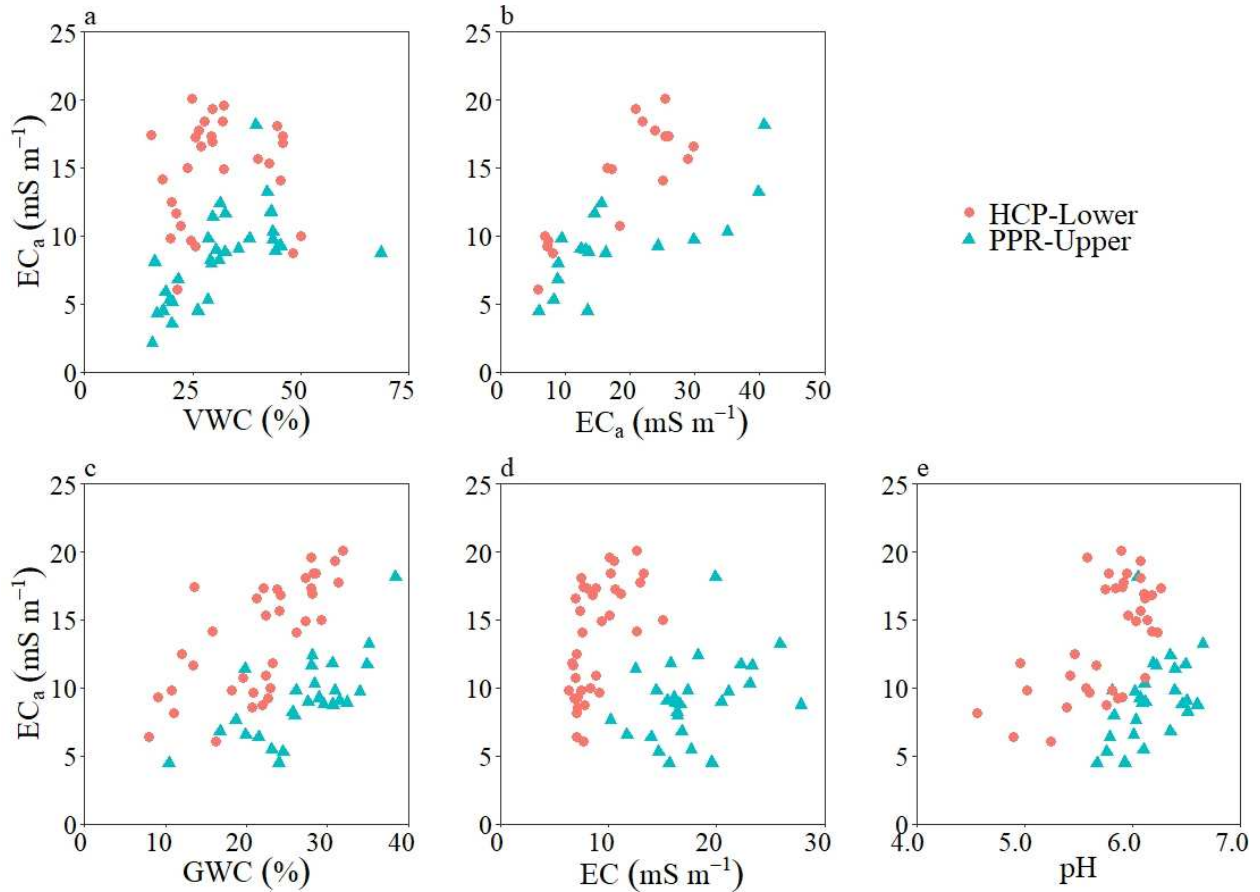 a
25
20
15
10
5
0
ECa (mS m−1)
0 25 50 75
VWC (%)
b
25
20
15
10
5
0
0 10 20 30 40 50
ECa (mS m−1)
HCP-Lower
PPR-Upper
c
25
20
15
10
5
0
ECa (mS m−1)
0 10 20 30 40
GWC (%)
d
25
20
15
10
5
0
0 10 20 30
EC (mS m−1)
e
25
20
15
10
5
0
4.0 5.0 6.0 7.0
pH